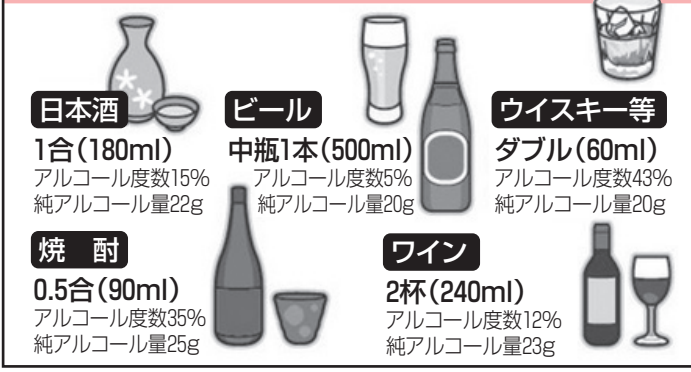 日本酒
1合(180ml)
アルコール度数15%
純アルコール量22g
ビール
中瓶1本(500ml)
アルコール度数5%
純アルコール量20g
ウイスキー等
ダブル(60ml)
アルコール度数43%
純アルコール量20g
焼 酎
0.5合(90ml)
アルコール度数35%
純アルコール量25g
ワイン
2杯(240ml)
アルコール度数12%
純アルコール量23g